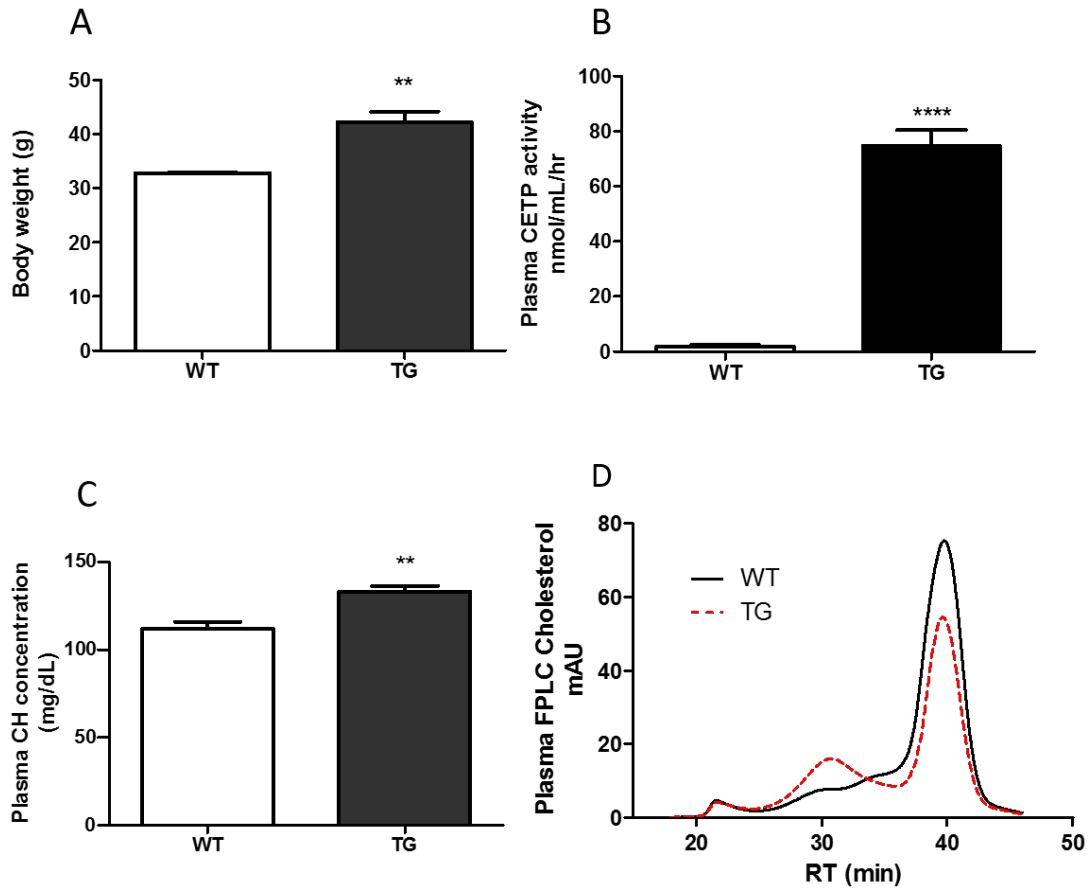 A
Body weight (g)
50
40
30
20
10
0
**
WT
TG
B
Plasma CETP activity
nmol/mL/hr
100
80
60
40
20
0
****
WT
TG
C
Plasma CH concentration
(mg/dL)
150
100
50
0
**
WT
TG
D
Plasma FPLC Cholesterol
mAU
80
60
40
20
0
WT
TG
20
30
40
50
RT (min)